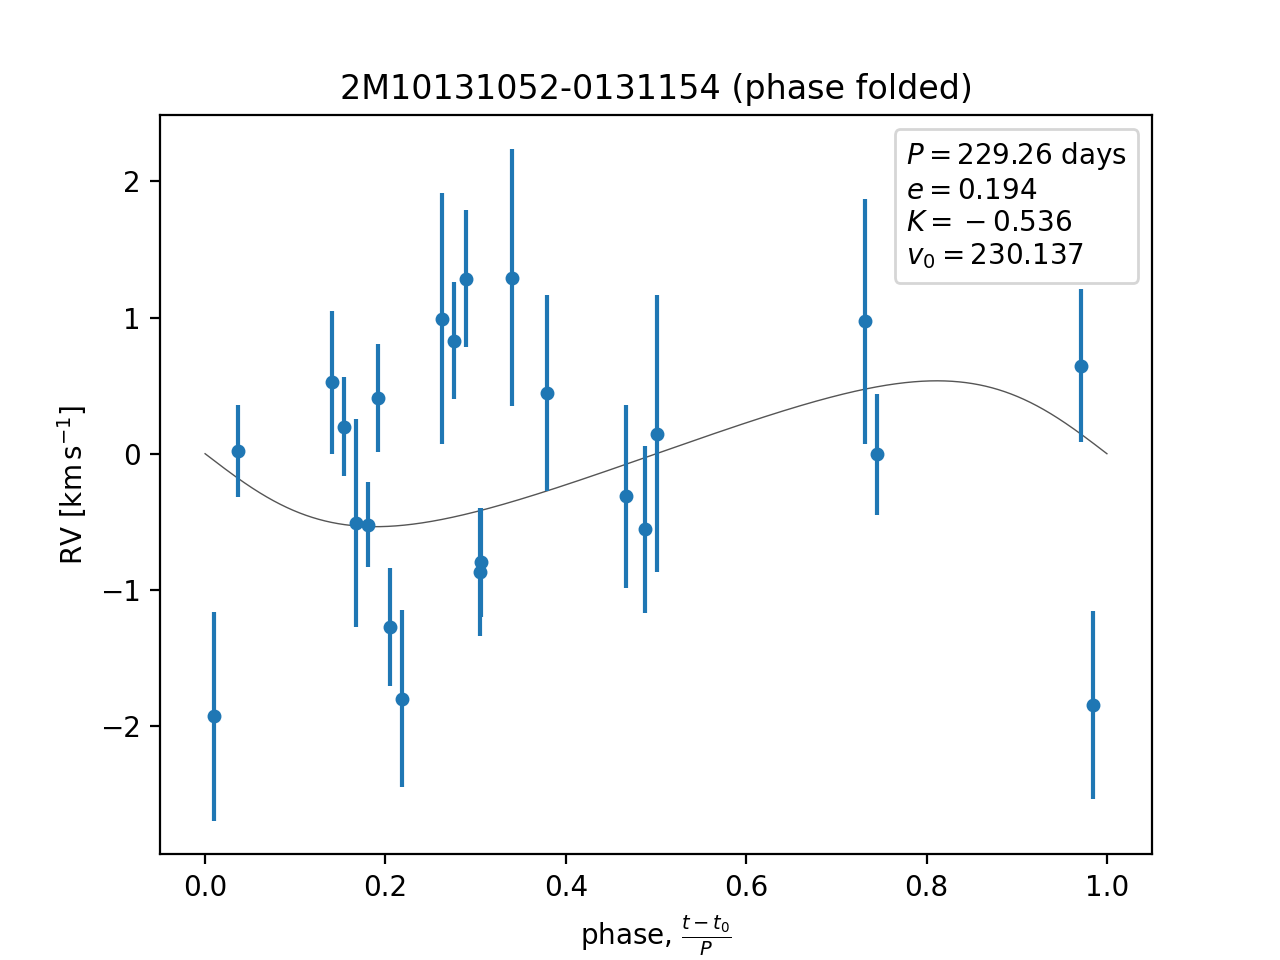 2M10131052-0131154 (phase folded)
P = 229.26 days
e = 0.194
K = −0.536
v₀ = 230.137
RV [km s⁻¹]
2
1
0
−1
−2
0.0 0.2 0.4 0.6 0.8 1.0
phase, (t − t₀)/P